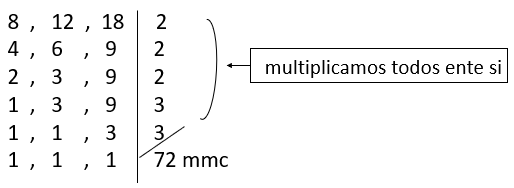 8 , 12 , 18 2
4 , 6 , 9 2
2 , 3 , 9 2
multiplicamos todos ente si
1 , 3 , 9 3
1 , 1 , 3 3
1 , 1 , 1 72 mmc